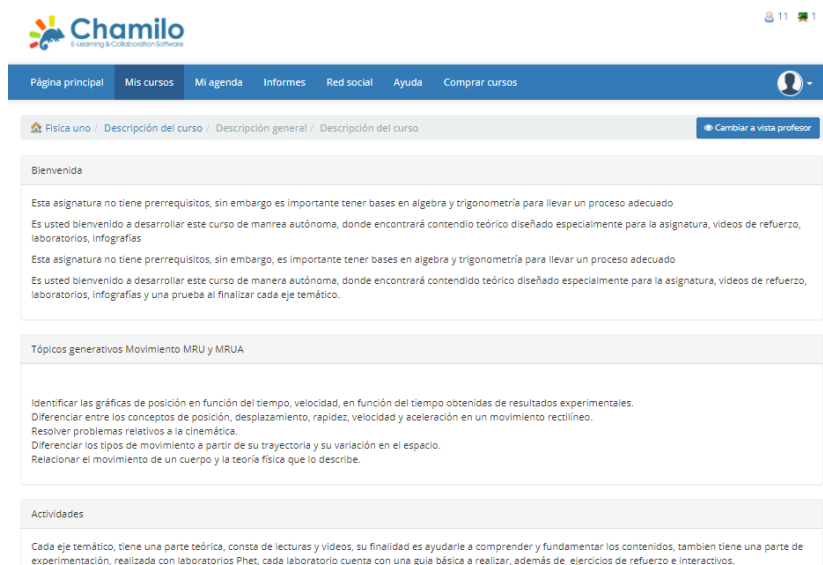 Chamilo
E-Learning & Collaboration Software
11 1
Página principal Mis cursos Mi agenda Informes Red social Ayuda Comprar cursos
Fisica uno / Descripción del curso / Descripción general / Descripción del curso
Cambiar a vista profesor
Bienvenida
Esta asignatura no tiene prerrequisitos, sin embargo es importante tener bases en algebra y trigonometría para llevar un proceso adecuado
Es usted bienvenido a desarrollar este curso de manrea autónoma, donde encontrará contendio teórico diseñado especialmente para la asignatura, videos de refuerzo,
laboratorios, infografías
Esta asignatura no tiene prerrequisitos, sin embargo, es importante tener bases en algebra y trigonometría para llevar un proceso adecuado
Es usted bienvenido a desarrollar este curso de manera autónoma, donde encontrará contendido teórico diseñado especialmente para la asignatura, videos de refuerzo,
laboratorios, infografías y una prueba al finalizar cada eje temático.
Tópicos generativos Movimiento MRU y MRUA
Identificar las gráficas de posición en función del tiempo, velocidad, en función del tiempo obtenidas de resultados experimentales.
Diferenciar entre los conceptos de posición, desplazamiento, rapidez, velocidad y aceleración en un movimiento rectilíneo.
Resolver problemas relativos a la cinemática.
Diferenciar los tipos de movimiento a partir de su trayectoria y su variación en el espacio.
Relacionar el movimiento de un cuerpo y la teoría física que lo describe.
Actividades
Cada eje temático, tiene una parte teórica, consta de lecturas y videos, su finalidad es ayudarle a comprender y fundamentar los contenidos, tambien tiene una parte de
experimentación, realizada con laboratorios Phet, cada laboratorio cuenta con una guía básica a realizar, además de ejercicios de refuerzo e interactivos.